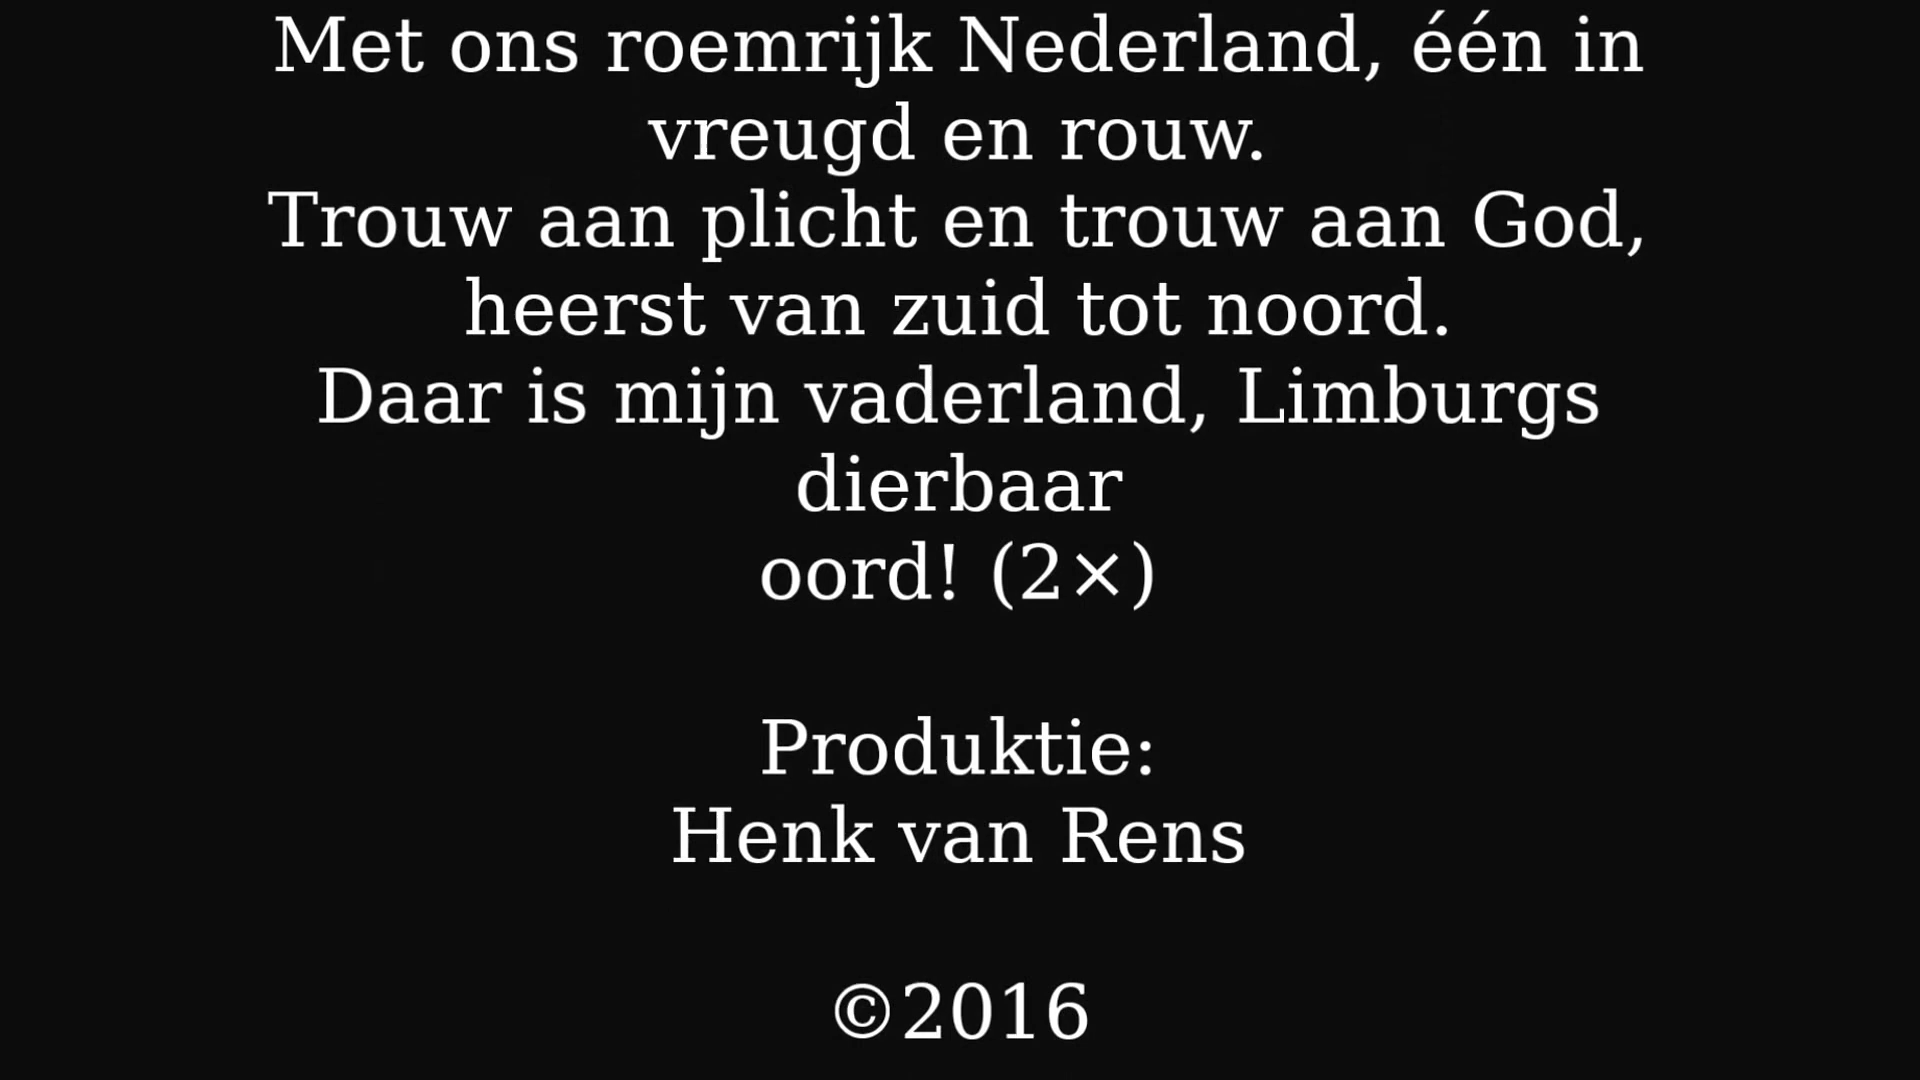 Met ons roemrijk Nederland, één in
vreugd en rouw.
Trouw aan plicht en trouw aan God,
heerst van zuid tot noord.
Daar is mijn vaderland, Limburgs
dierbaar
oord! (2×)
Produktie:
Henk van Rens
©2016